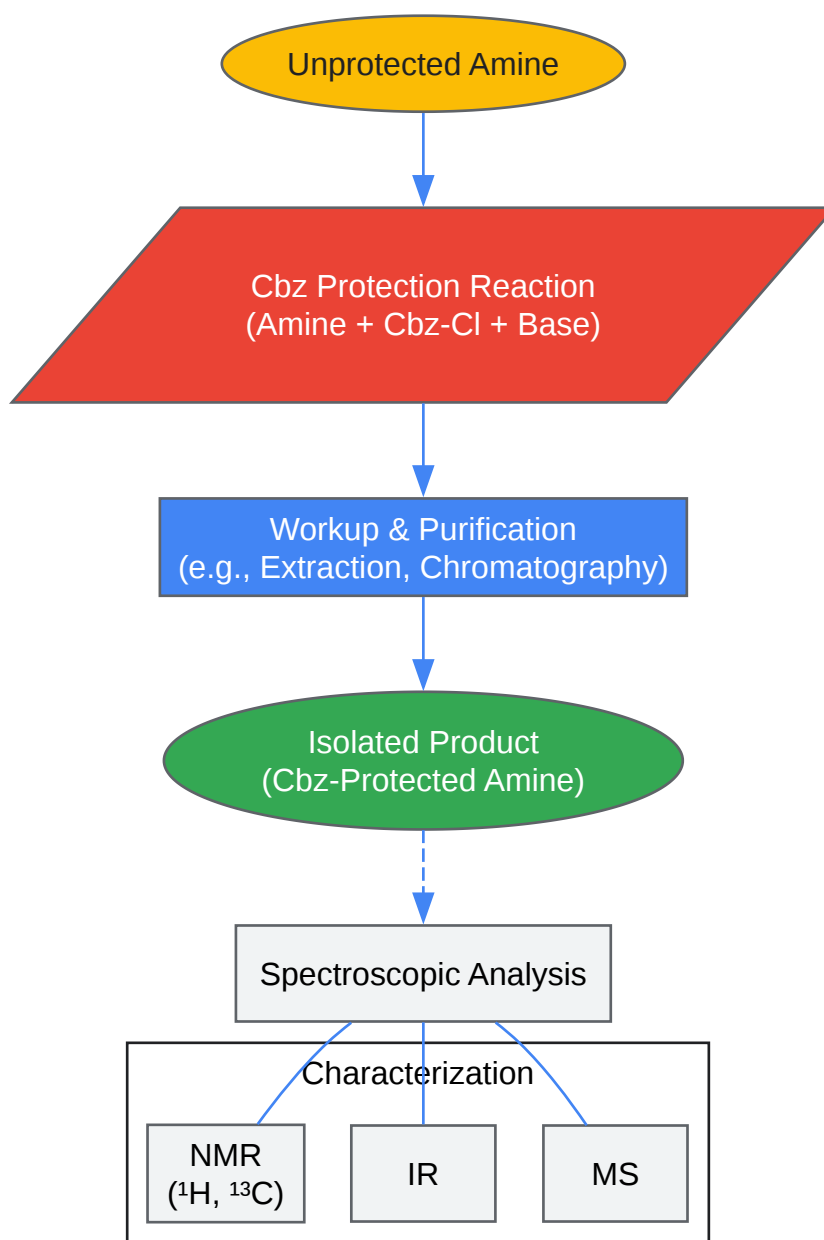 Unprotected Amine
Cbz Protection Reaction
(Amine + Cbz-Cl + Base)
Workup & Purification
(e.g., Extraction, Chromatography)
Isolated Product
(Cbz-Protected Amine)
Spectroscopic Analysis
Characterization
NMR
(¹H, ¹³C)
IR
MS